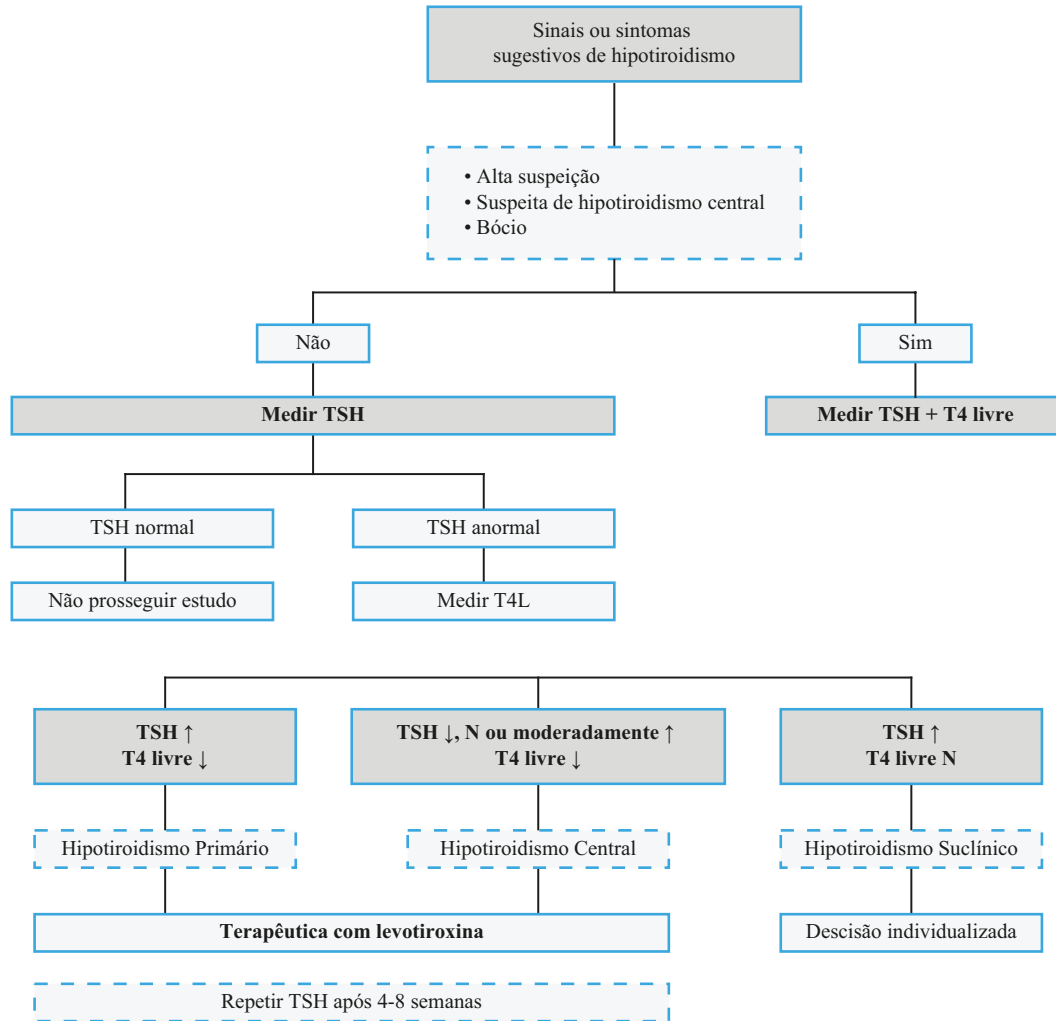 Sinais ou sintomas
sugestivos de hipotiroidismo
• Alta suspeição
• Suspeita de hipotiroidismo central
• Bócio
Não
Sim
Medir TSH
Medir TSH + T4 livre
TSH normal
TSH anormal
Não prosseguir estudo
Medir T4L
TSH ↑
T4 livre ↓
TSH ↓, N ou moderadamente ↑
T4 livre ↓
TSH ↑
T4 livre N
Hipotiroidismo Primário
Hipotiroidismo Central
Hipotiroidismo Suclínico
Terapêutica com levotiroxina
Descisão individualizada
Repetir TSH após 4-8 semanas